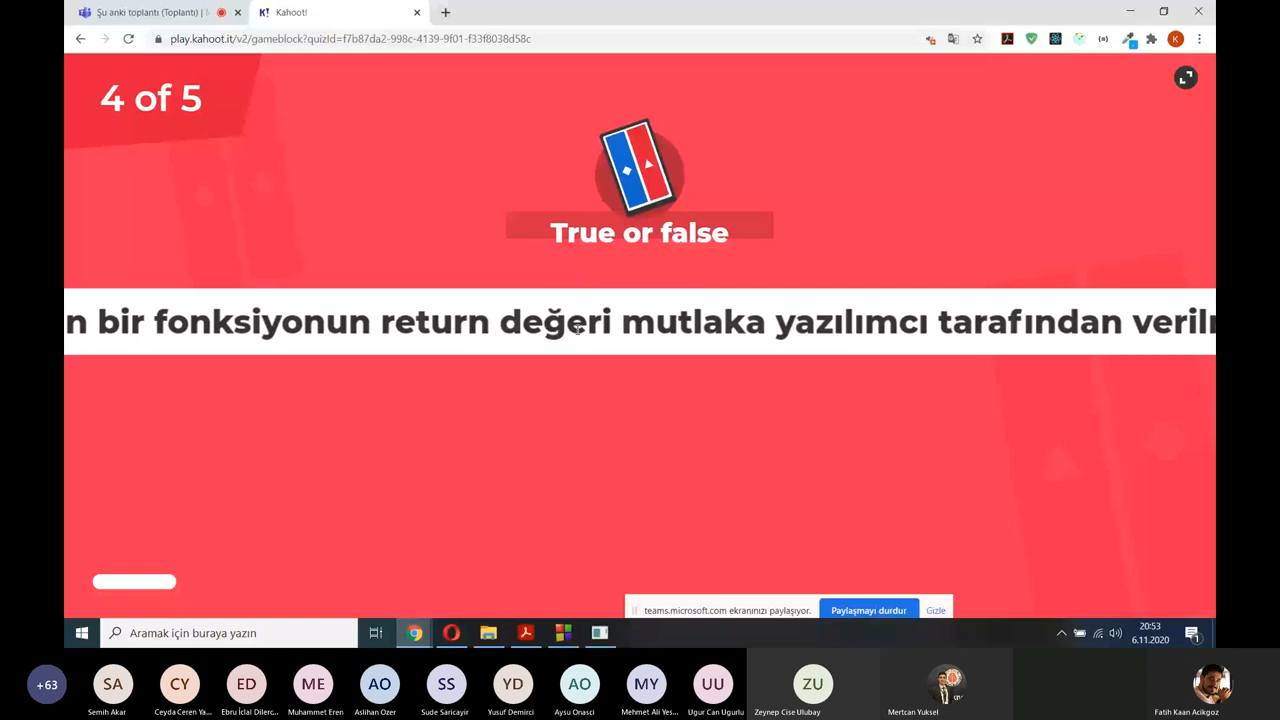 Şu anki toplantı (Toplantı) |
Kahoot!
play.kahoot.it/v2/gameblock?quizId=f7b87da2-998c-4139-9f01-f33f8038d58c
K
4 of 5
True or false
bir fonksiyonun return değeri mutlaka yazılımcı tarafından
teams.microsoft.com ekranınızı paylaşıyor.
Paylaşmayı durdur
Gizle
Aramak için buraya yazın
20:53
6.11.2020
1
+63
SA
CY
ED
ME
AO
SS
YD
AO
MY
UU
ZU
Semih Akar
Ceyda Ceren Ya...
Ebru İclal Dilerc...
Muhammet Eren
Aslihan Ozer
Sude Saricayir
Yusuf Demirci
Aysu Onasci
Mehmet Ali Yes...
Ugur Can Ugurlu
Zeynep Cise Ulubay
Mertcan Yuksel
Fatih Kaan Acikgoz